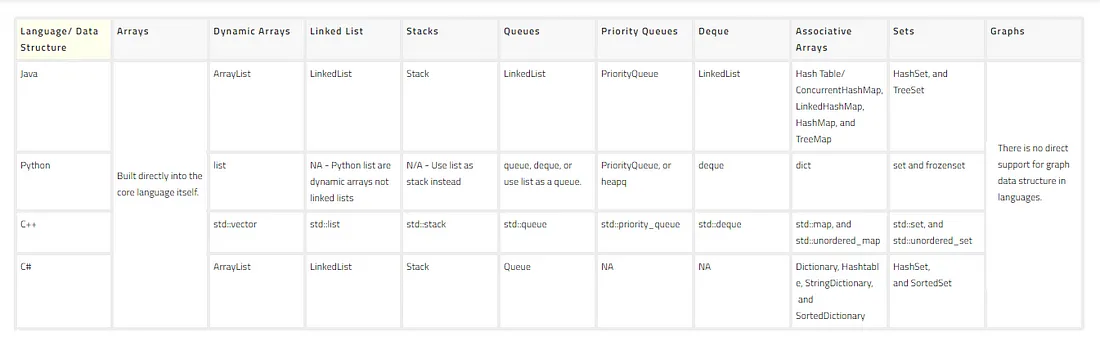 Language/ Data
Structure
Arrays
Dynamic Arrays
Linked List
Stacks
Queues
Priority Queues
Deque
Associative
Arrays
Sets
Graphs
Java
Built directly into the
core language itself.
ArrayList
LinkedList
Stack
LinkedList
PriorityQueue
LinkedList
Hash Table/
ConcurrentHashMap,
LinkedHashMap,
HashMap, and
TreeMap
HashSet, and
TreeSet
There is no direct
support for graph
data structure in
languages.
Python
list
NA - Python list are
dynamic arrays not
linked lists
N/A - Use list as
stack instead
queue, deque, or
use list as a queue.
PriorityQueue, or
heapq
deque
dict
set and frozenset
C++
std::vector
std::list
std::stack
std::queue
std::priority_queue
std::deque
std::map, and
std::unordered_map
std::set, and
std::unordered_set
C#
ArrayList
LinkedList
Stack
Queue
NA
NA
Dictionary, Hashtabl
e, StringDictionary,
and
SortedDictionary
HashSet,
and SortedSet